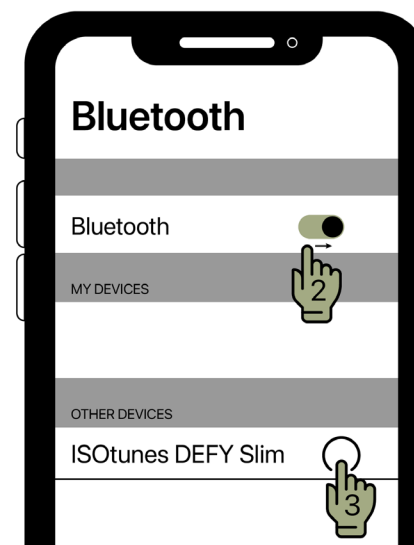 Bluetooth
Bluetooth
2
MY DEVICES
OTHER DEVICES
ISOtunes DEFY Slim
3